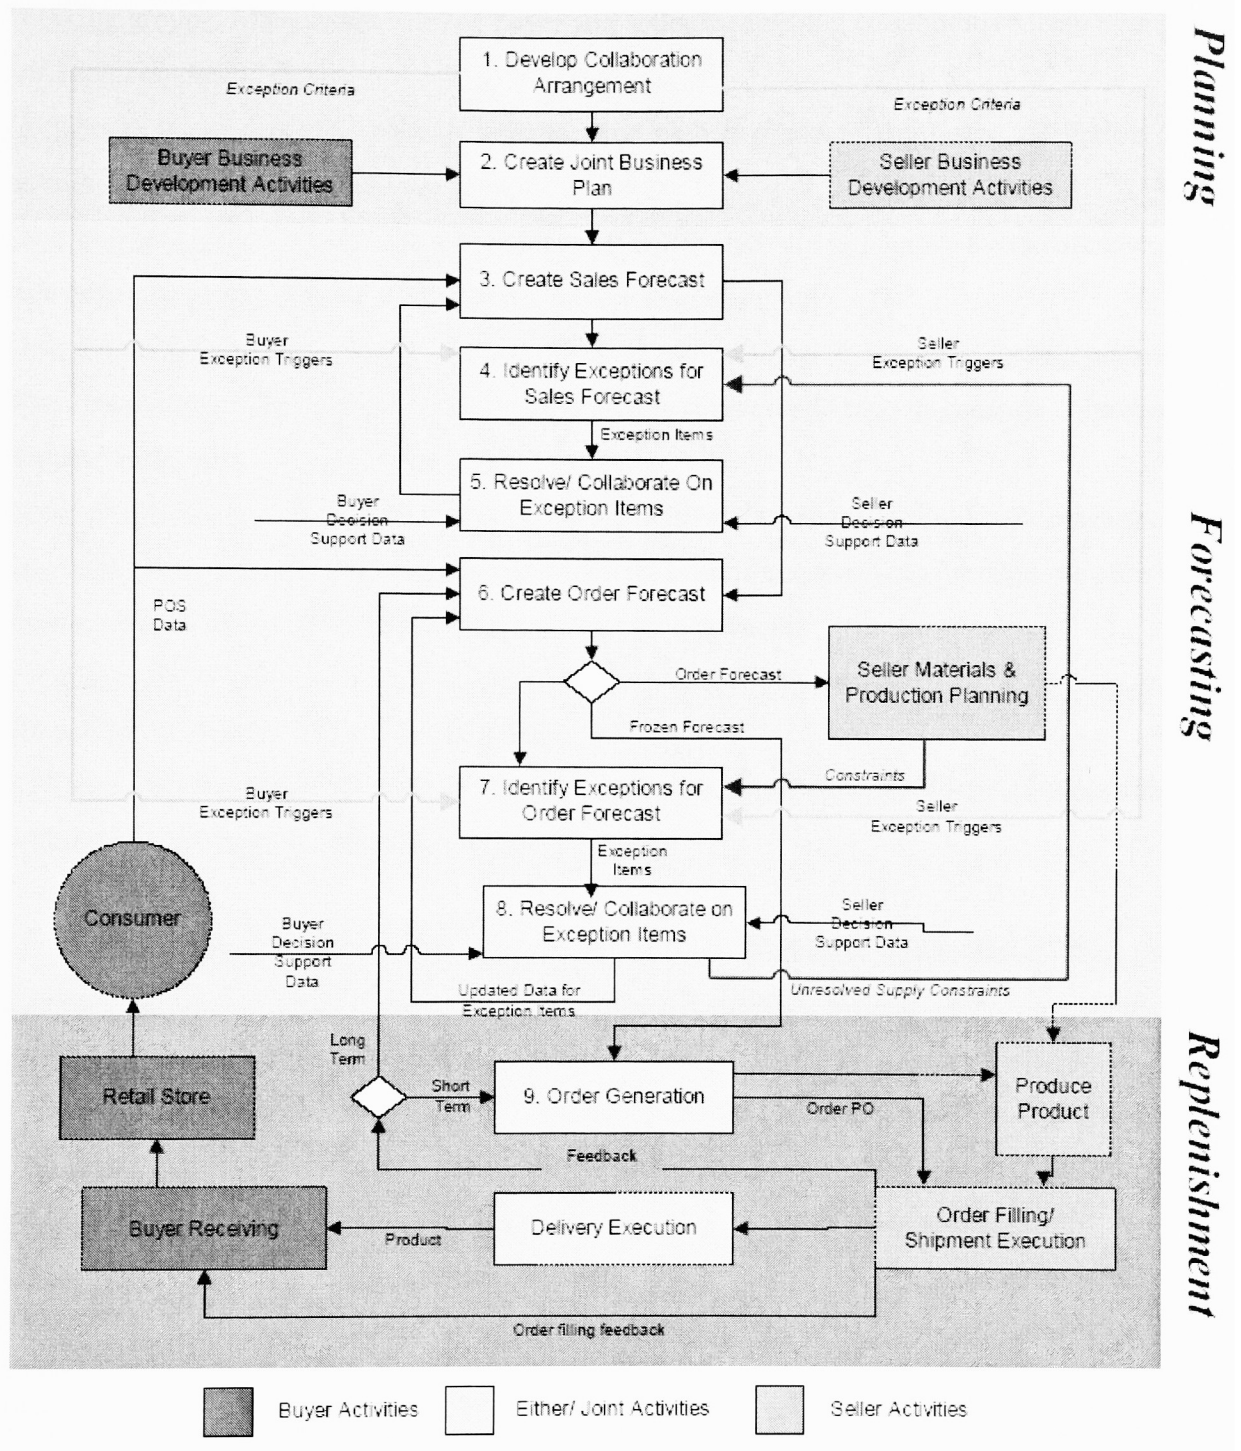 Planning
1. Develop Collaboration
Arrangement
Exception Criteria
Exception Criteria
Buyer Business
Development Activities
2. Create Joint Business
Plan
Seller Business
Development Activities
3. Create Sales Forecast
Buyer
Exception Triggers
Seller
Exception Triggers
4. Identify Exceptions for
Sales Forecast
Exception Items
Forecasting
5. Resolve/ Collaborate On
Exception Items
Buyer
Decision
Support Data
Seller
Decision
Support Data
6. Create Order Forecast
POS
Data
Order Forecast
Seller Materials &
Production Planning
Frozen Forecast
7. Identify Exceptions for
Order Forecast
Constraints
Buyer
Exception Triggers
Seller
Exception Triggers
Exception
Items
Consumer
8. Resolve/ Collaborate on
Exception Items
Buyer
Decision
Support
Data
Seller
Decision
Support Data
Updated Data for
Exception Items
Unresolved Supply Constraints
Replenishment
Long
Term
Retail Store
Short
Term
9. Order Generation
Order PO
Produce
Product
Feedback
Buyer Receiving
Product
Delivery Execution
Order Filling/
Shipment Execution
Order filling feedback
Buyer Activities
Either/ Joint Activities
Seller Activities